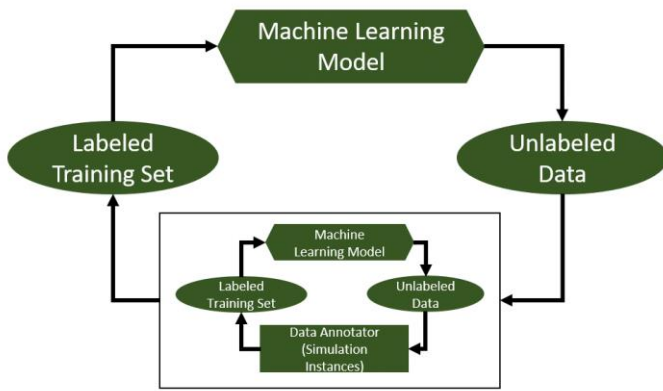 Machine Learning
Model
Labeled
Training Set
Unlabeled
Data
Machine
Learning Model
Labeled
Training Set
Unlabeled
Data
Data Annotator
(Simulation
Instances)